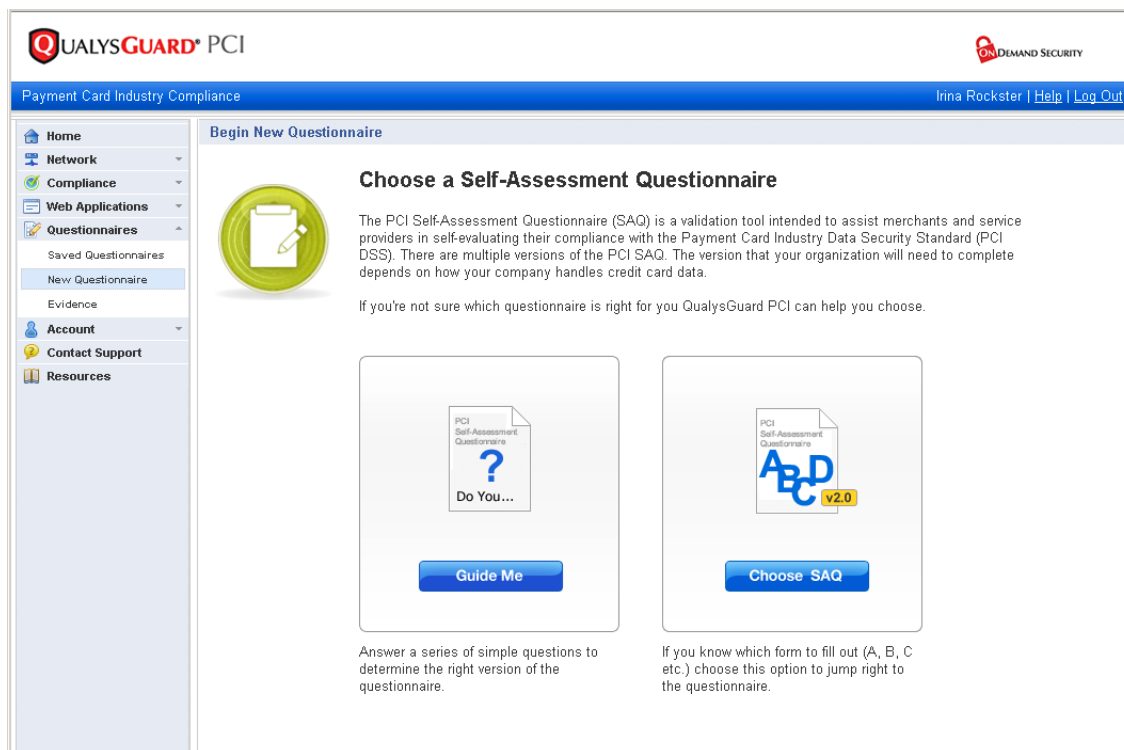 QUALYSGUARD® PCI
ONDEMAND SECURITY
Payment Card Industry Compliance
Irina Rockster | Help | Log Out
Home
Network
Compliance
Web Applications
Questionnaires
Saved Questionnaires
New Questionnaire
Evidence
Account
Contact Support
Resources
Begin New Questionnaire
Choose a Self-Assessment Questionnaire
The PCI Self-Assessment Questionnaire (SAQ) is a validation tool intended to assist merchants and service
providers in self-evaluating their compliance with the Payment Card Industry Data Security Standard (PCI
DSS). There are multiple versions of the PCI SAQ. The version that your organization will need to complete
depends on how your company handles credit card data.
If you're not sure which questionnaire is right for you QualysGuard PCI can help you choose.
PCI
Self-Assessment
Questionnaire
?
Do You...
Guide Me
Answer a series of simple questions to
determine the right version of the
questionnaire.
PCI
Self-Assessment
Questionnaire
ABCD
v2.0
Choose SAQ
If you know which form to fill out (A, B, C
etc.) choose this option to jump right to
the questionnaire.